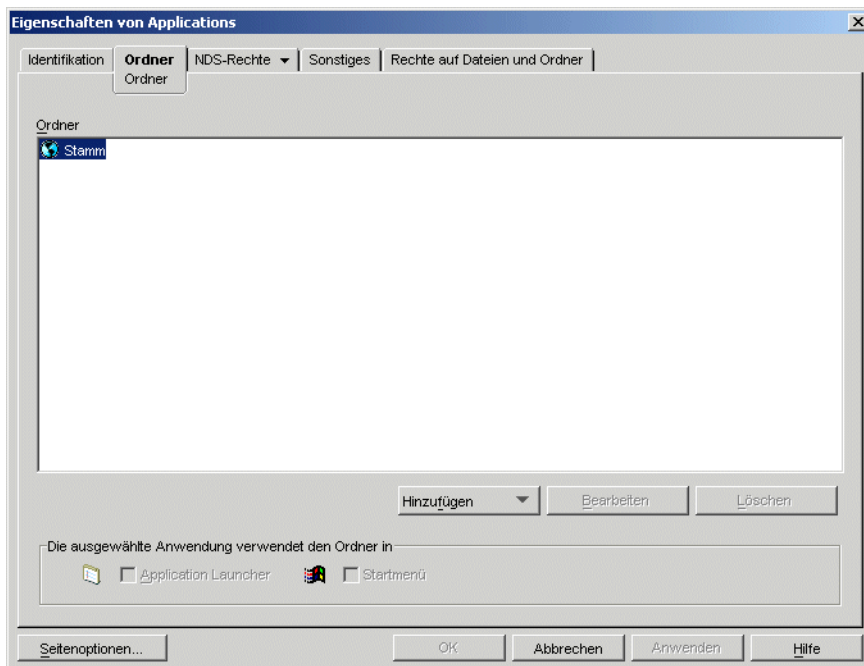 Eigenschaften von Applications
Identifikation Ordner NDS-Rechte Sonstiges Rechte auf Dateien und Ordner
Ordner
Ordner
Stamm
Hinzufügen Bearbeiten Löschen
Die ausgewählte Anwendung verwendet den Ordner in
Application Launcher Startmenü
Seitenoptionen... OK Abbrechen Anwenden Hilfe